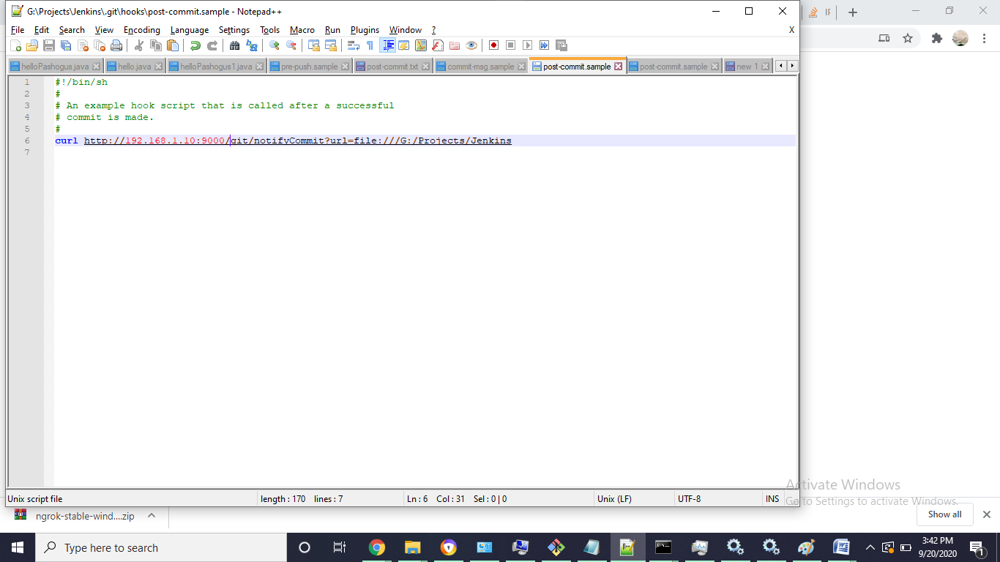 G:\Projects\Jenkins\.git\hooks\post-commit.sample - Notepad++
File Edit Search View Encoding Language Settings Tools Macro Run Plugins Window ? X
helloPashogus.java hello.java helloPashogus1.java pre-push.sample post-commit.txt commit-msg.sample post-commit.sample post-commit.sample new 1
1 #!/bin/sh
2 #
3 # An example hook script that is called after a successful
4 # commit is made.
5 #
6 curl http://192.168.1.10:9000/git/notifyCommit?url=file:///G:/Projects/Jenkins
7
Unix script file length : 170 lines : 7 Ln : 6 Col : 31 Sel : 0 | 0 Unix (LF) UTF-8 INS
Activate Windows
Go to Settings to activate Windows.
ngrok-stable-wind....zip Show all
Type here to search
3:42 PM
9/20/2020
1